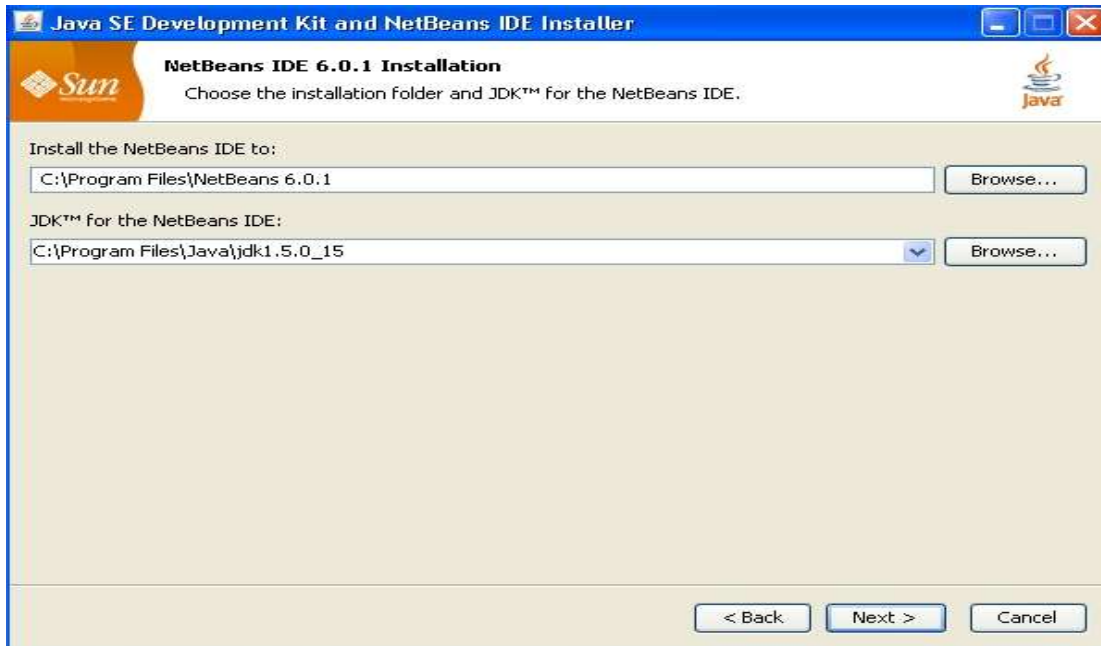 Java SE Development Kit and NetBeans IDE Installer
Sun
NetBeans IDE 6.0.1 Installation
Choose the installation folder and JDK™ for the NetBeans IDE.
Java
Install the NetBeans IDE to:
C:\Program Files\NetBeans 6.0.1
Browse...
JDK™ for the NetBeans IDE:
C:\Program Files\Java\jdk1.5.0_15
Browse...
< Back
Next >
Cancel